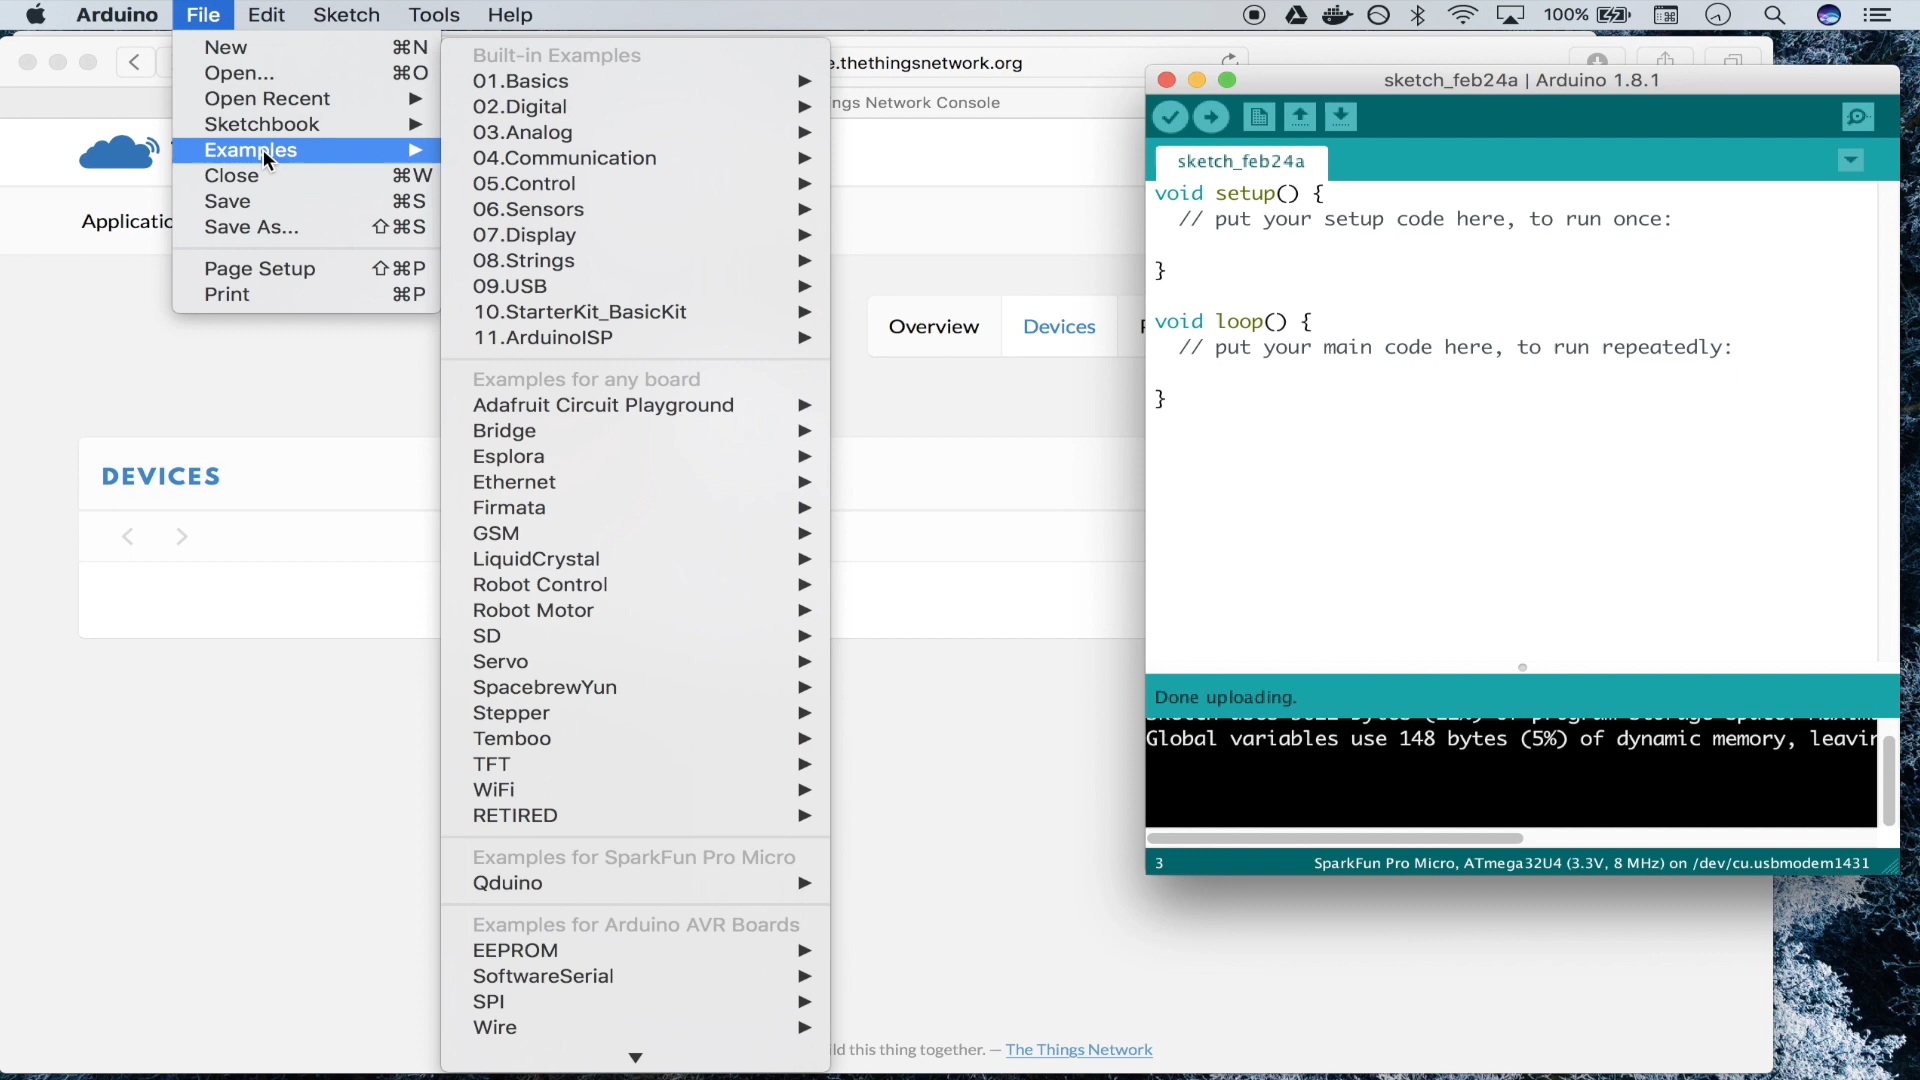 Arduino File Edit Sketch Tools Help 100%
New ⌘N
Open... ⌘O
Open Recent
Sketchbook
Examples
Close ⌘W
Save ⌘S
Save As... ⇧⌘S
Page Setup ⇧⌘P
Print ⌘P
Built-in Examples
01.Basics
02.Digital
03.Analog
04.Communication
05.Control
06.Sensors
07.Display
08.Strings
09.USB
10.StarterKit_BasicKit
11.ArduinoISP
Examples for any board
Adafruit Circuit Playground
Bridge
Esplora
Ethernet
Firmata
GSM
LiquidCrystal
Robot Control
Robot Motor
SD
Servo
SpacebrewYun
Stepper
Temboo
TFT
WiFi
RETIRED
Examples for SparkFun Pro Micro
Qduino
Examples for Arduino AVR Boards
EEPROM
SoftwareSerial
SPI
Wire
e.thethingsnetwork.org
ngs Network Console
Applicatio
Overview Devices
DEVICES
ild this thing together. — The Things Network
sketch_feb24a | Arduino 1.8.1
sketch_feb24a
void setup() {
// put your setup code here, to run once:
}
void loop() {
// put your main code here, to run repeatedly:
}
Done uploading.
Global variables use 148 bytes (5%) of dynamic memory, leavin
3 SparkFun Pro Micro, ATmega32U4 (3.3V, 8 MHz) on /dev/cu.usbmodem1431